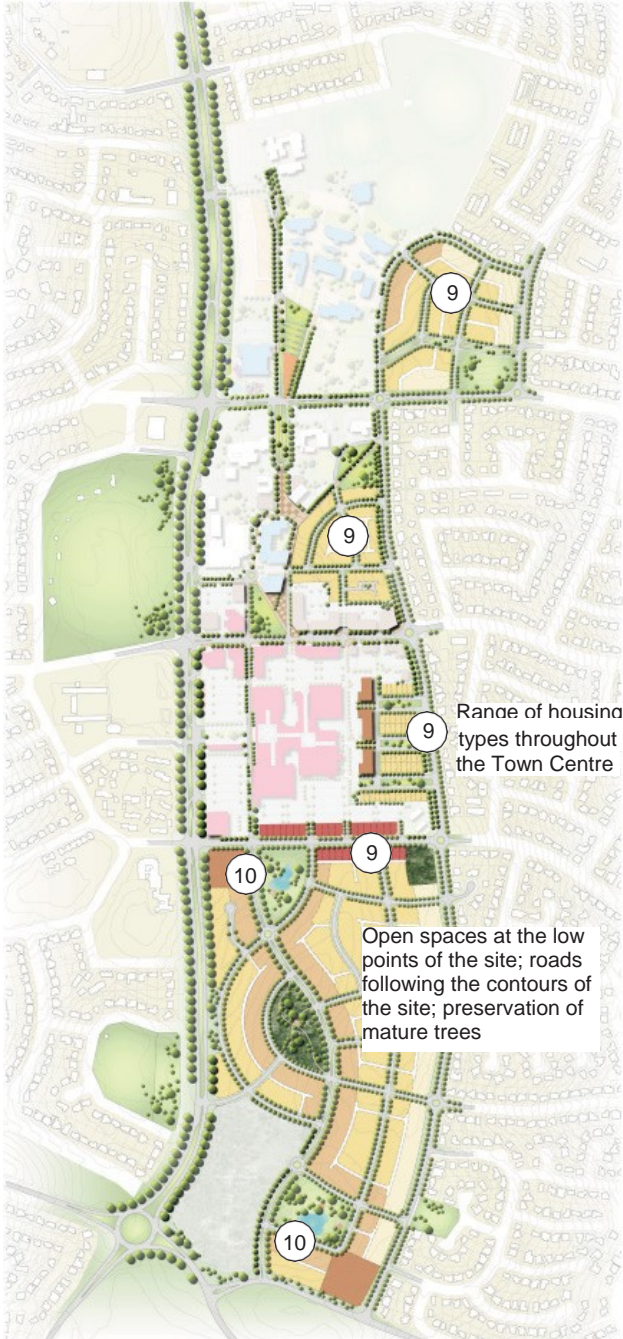 9
9
Range of housing
9
types throughout
the Town Centre
9
10
Open spaces at the low
points of the site; roads
following the contours of
the site; preservation of
mature trees
10